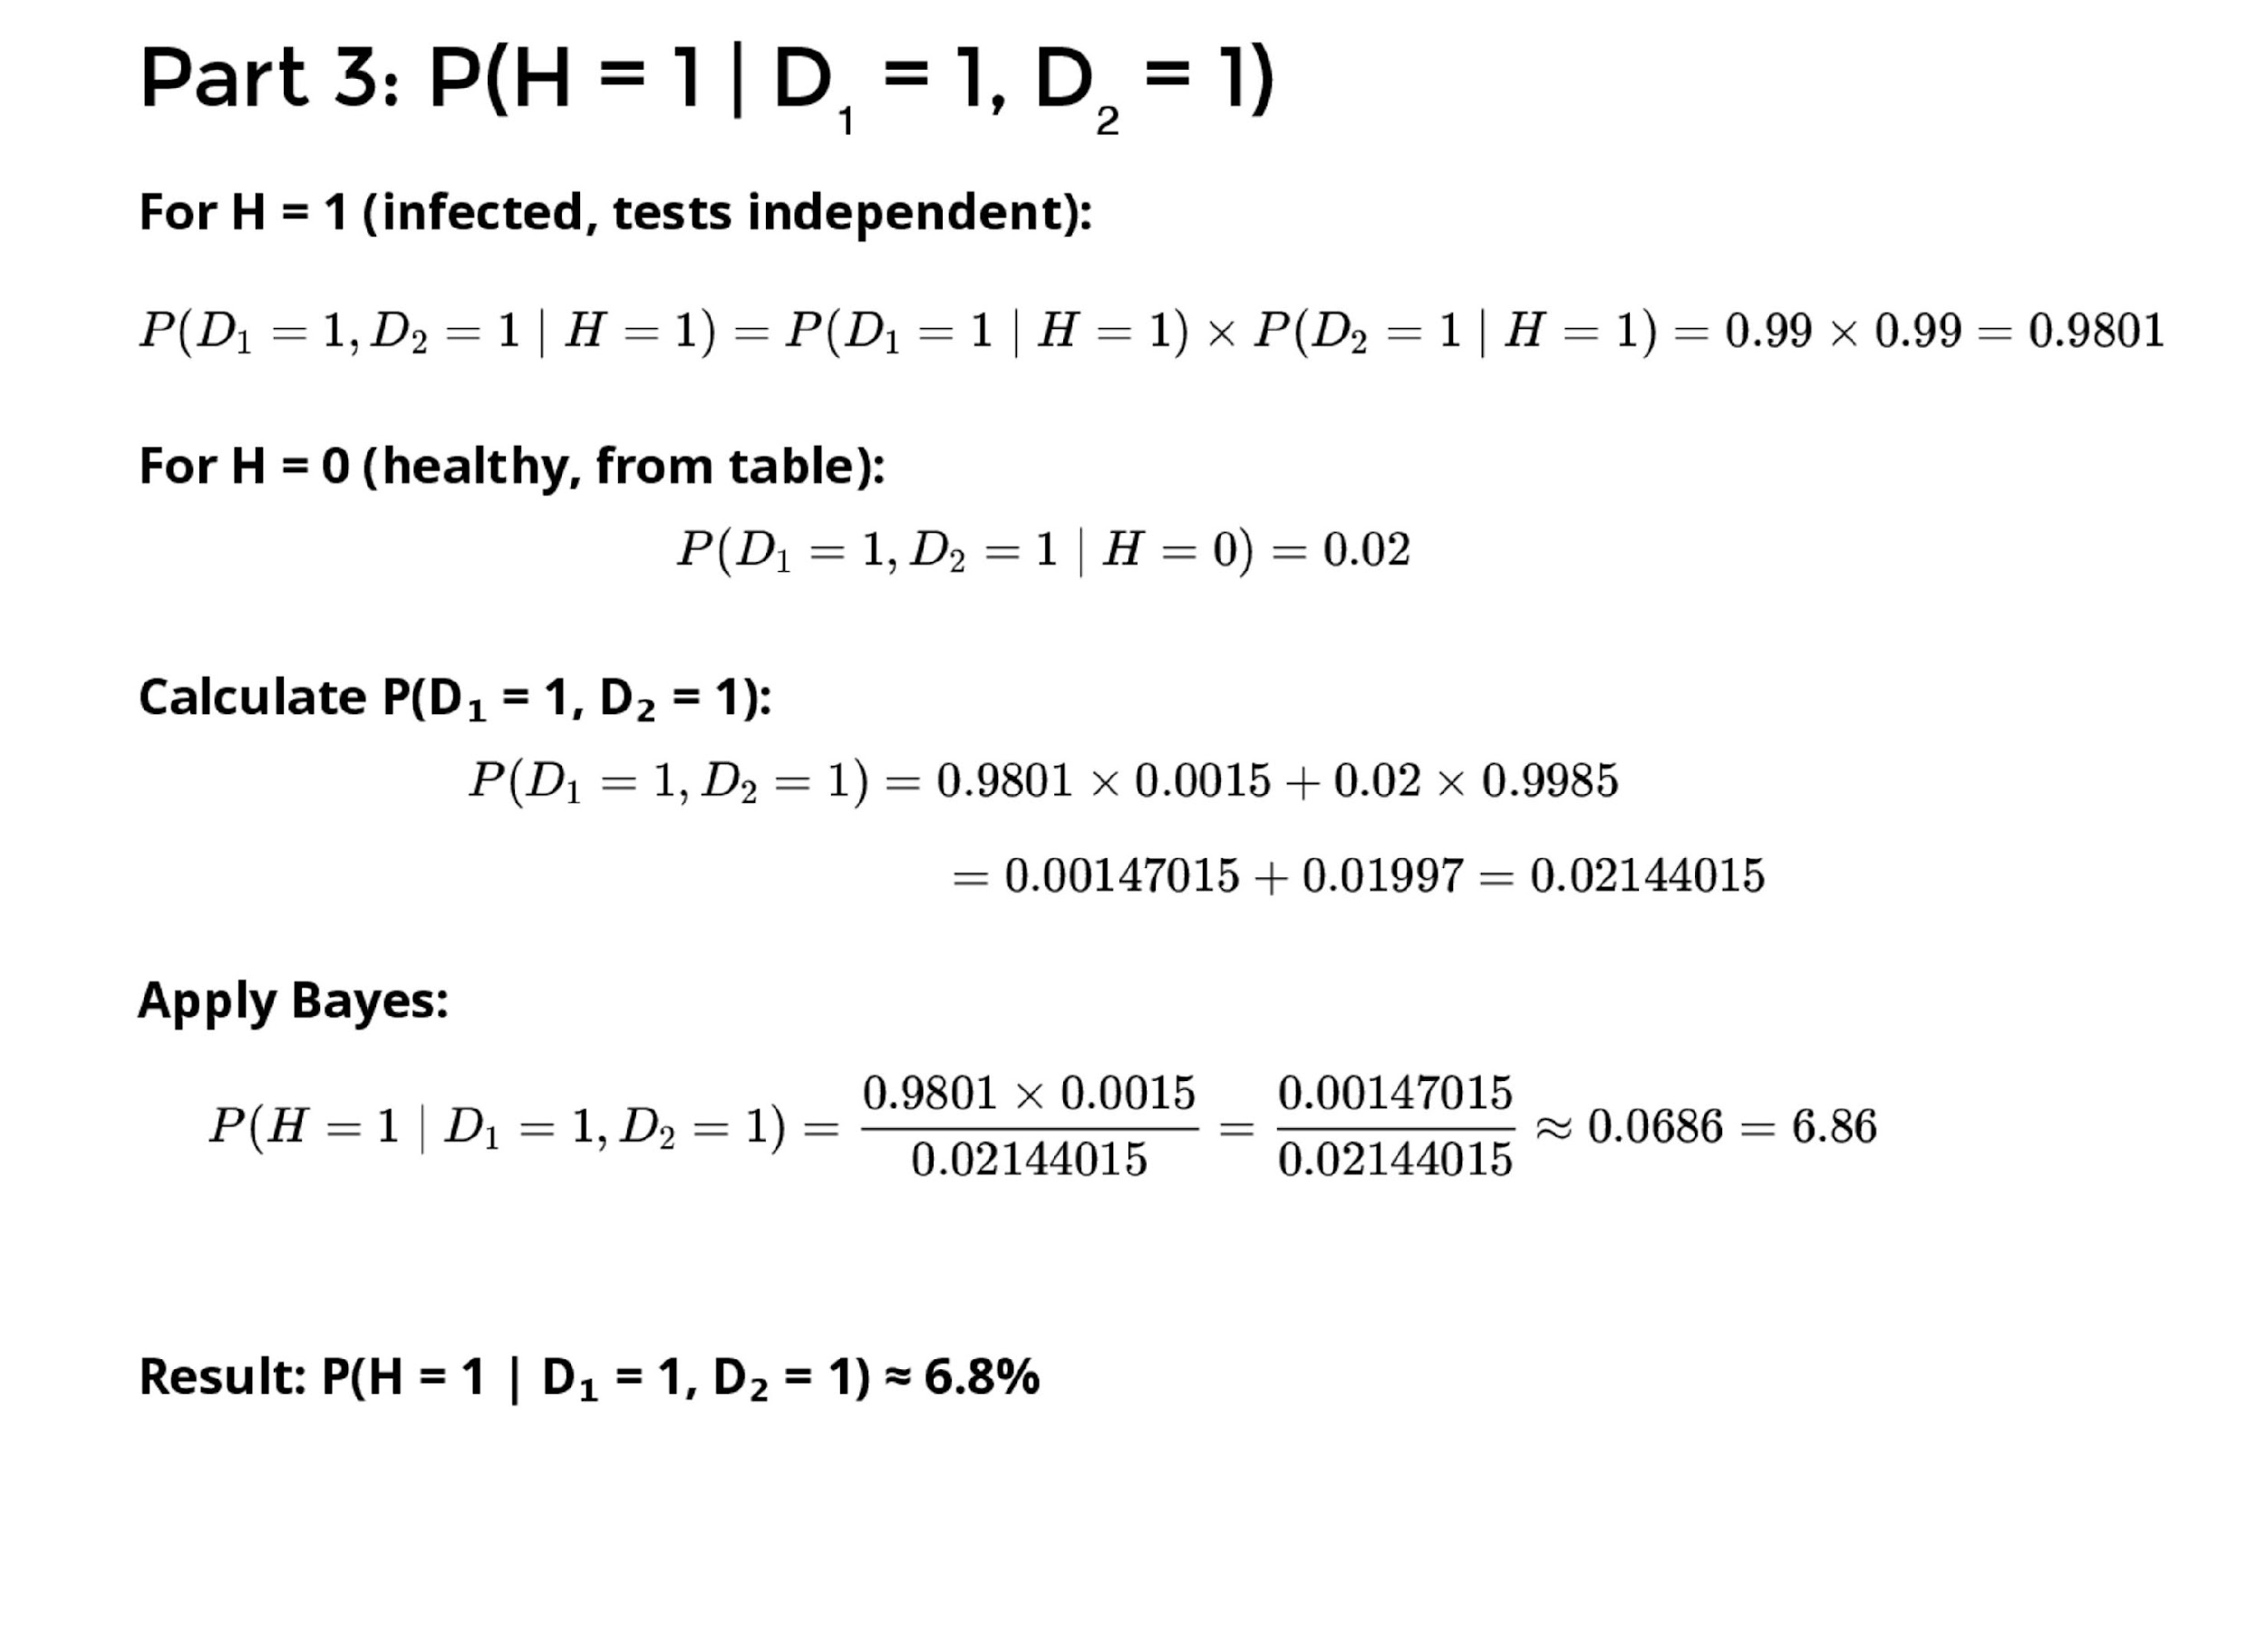 Part 3: P(H = 1 | D₁ = 1, D₂ = 1)
For H = 1 (infected, tests independent):
P(D₁ = 1, D₂ = 1 | H = 1) = P(D₁ = 1 | H = 1) × P(D₂ = 1 | H = 1) = 0.99 × 0.99 = 0.9801
For H = 0 (healthy, from table):
P(D₁ = 1, D₂ = 1 | H = 0) = 0.02
Calculate P(D₁ = 1, D₂ = 1):
P(D₁ = 1, D₂ = 1) = 0.9801 × 0.0015 + 0.02 × 0.9985
= 0.00147015 + 0.01997 = 0.02144015
Apply Bayes:
P(H = 1 | D₁ = 1, D₂ = 1) = 0.9801 × 0.0015 / 0.02144015 = 0.00147015 / 0.02144015 ≈ 0.0686 = 6.86
Result: P(H = 1 | D₁ = 1, D₂ = 1) ≈ 6.8%